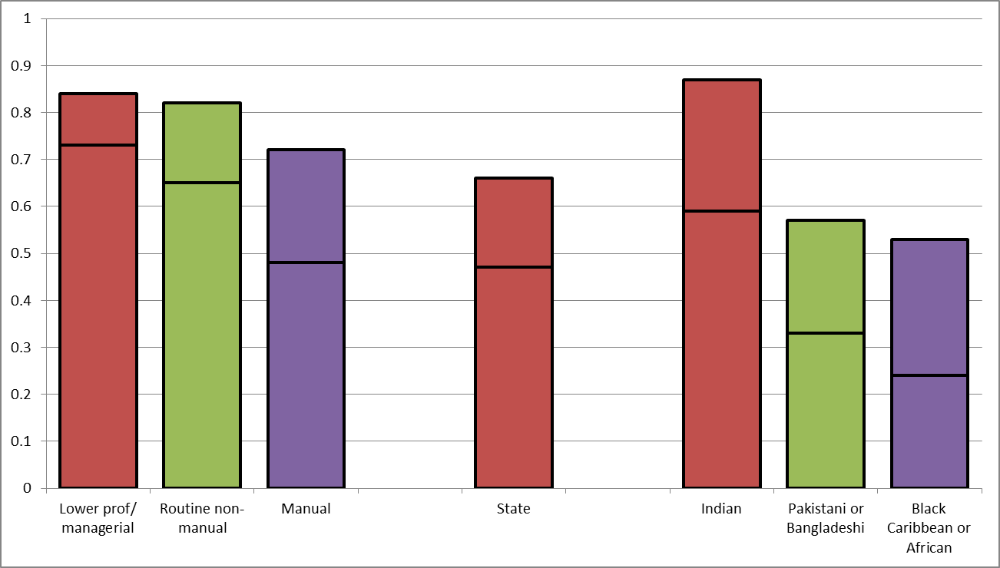 1
0.9
0.8
0.7
0.6
0.5
0.4
0.3
0.2
0.1
0
Lower prof/
managerial
Routine non-
manual
Manual
State
Indian
Pakistani or
Bangladeshi
Black
Caribbean or
African